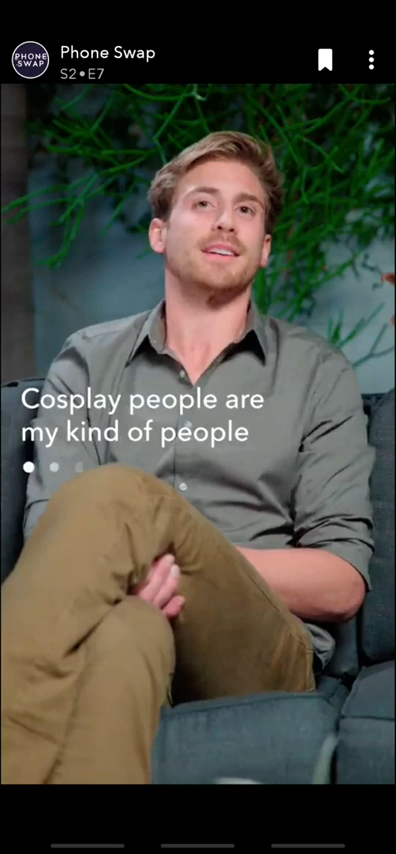 PHONE
SWAP
Phone Swap
S2•E7
Cosplay people are
my kind of people